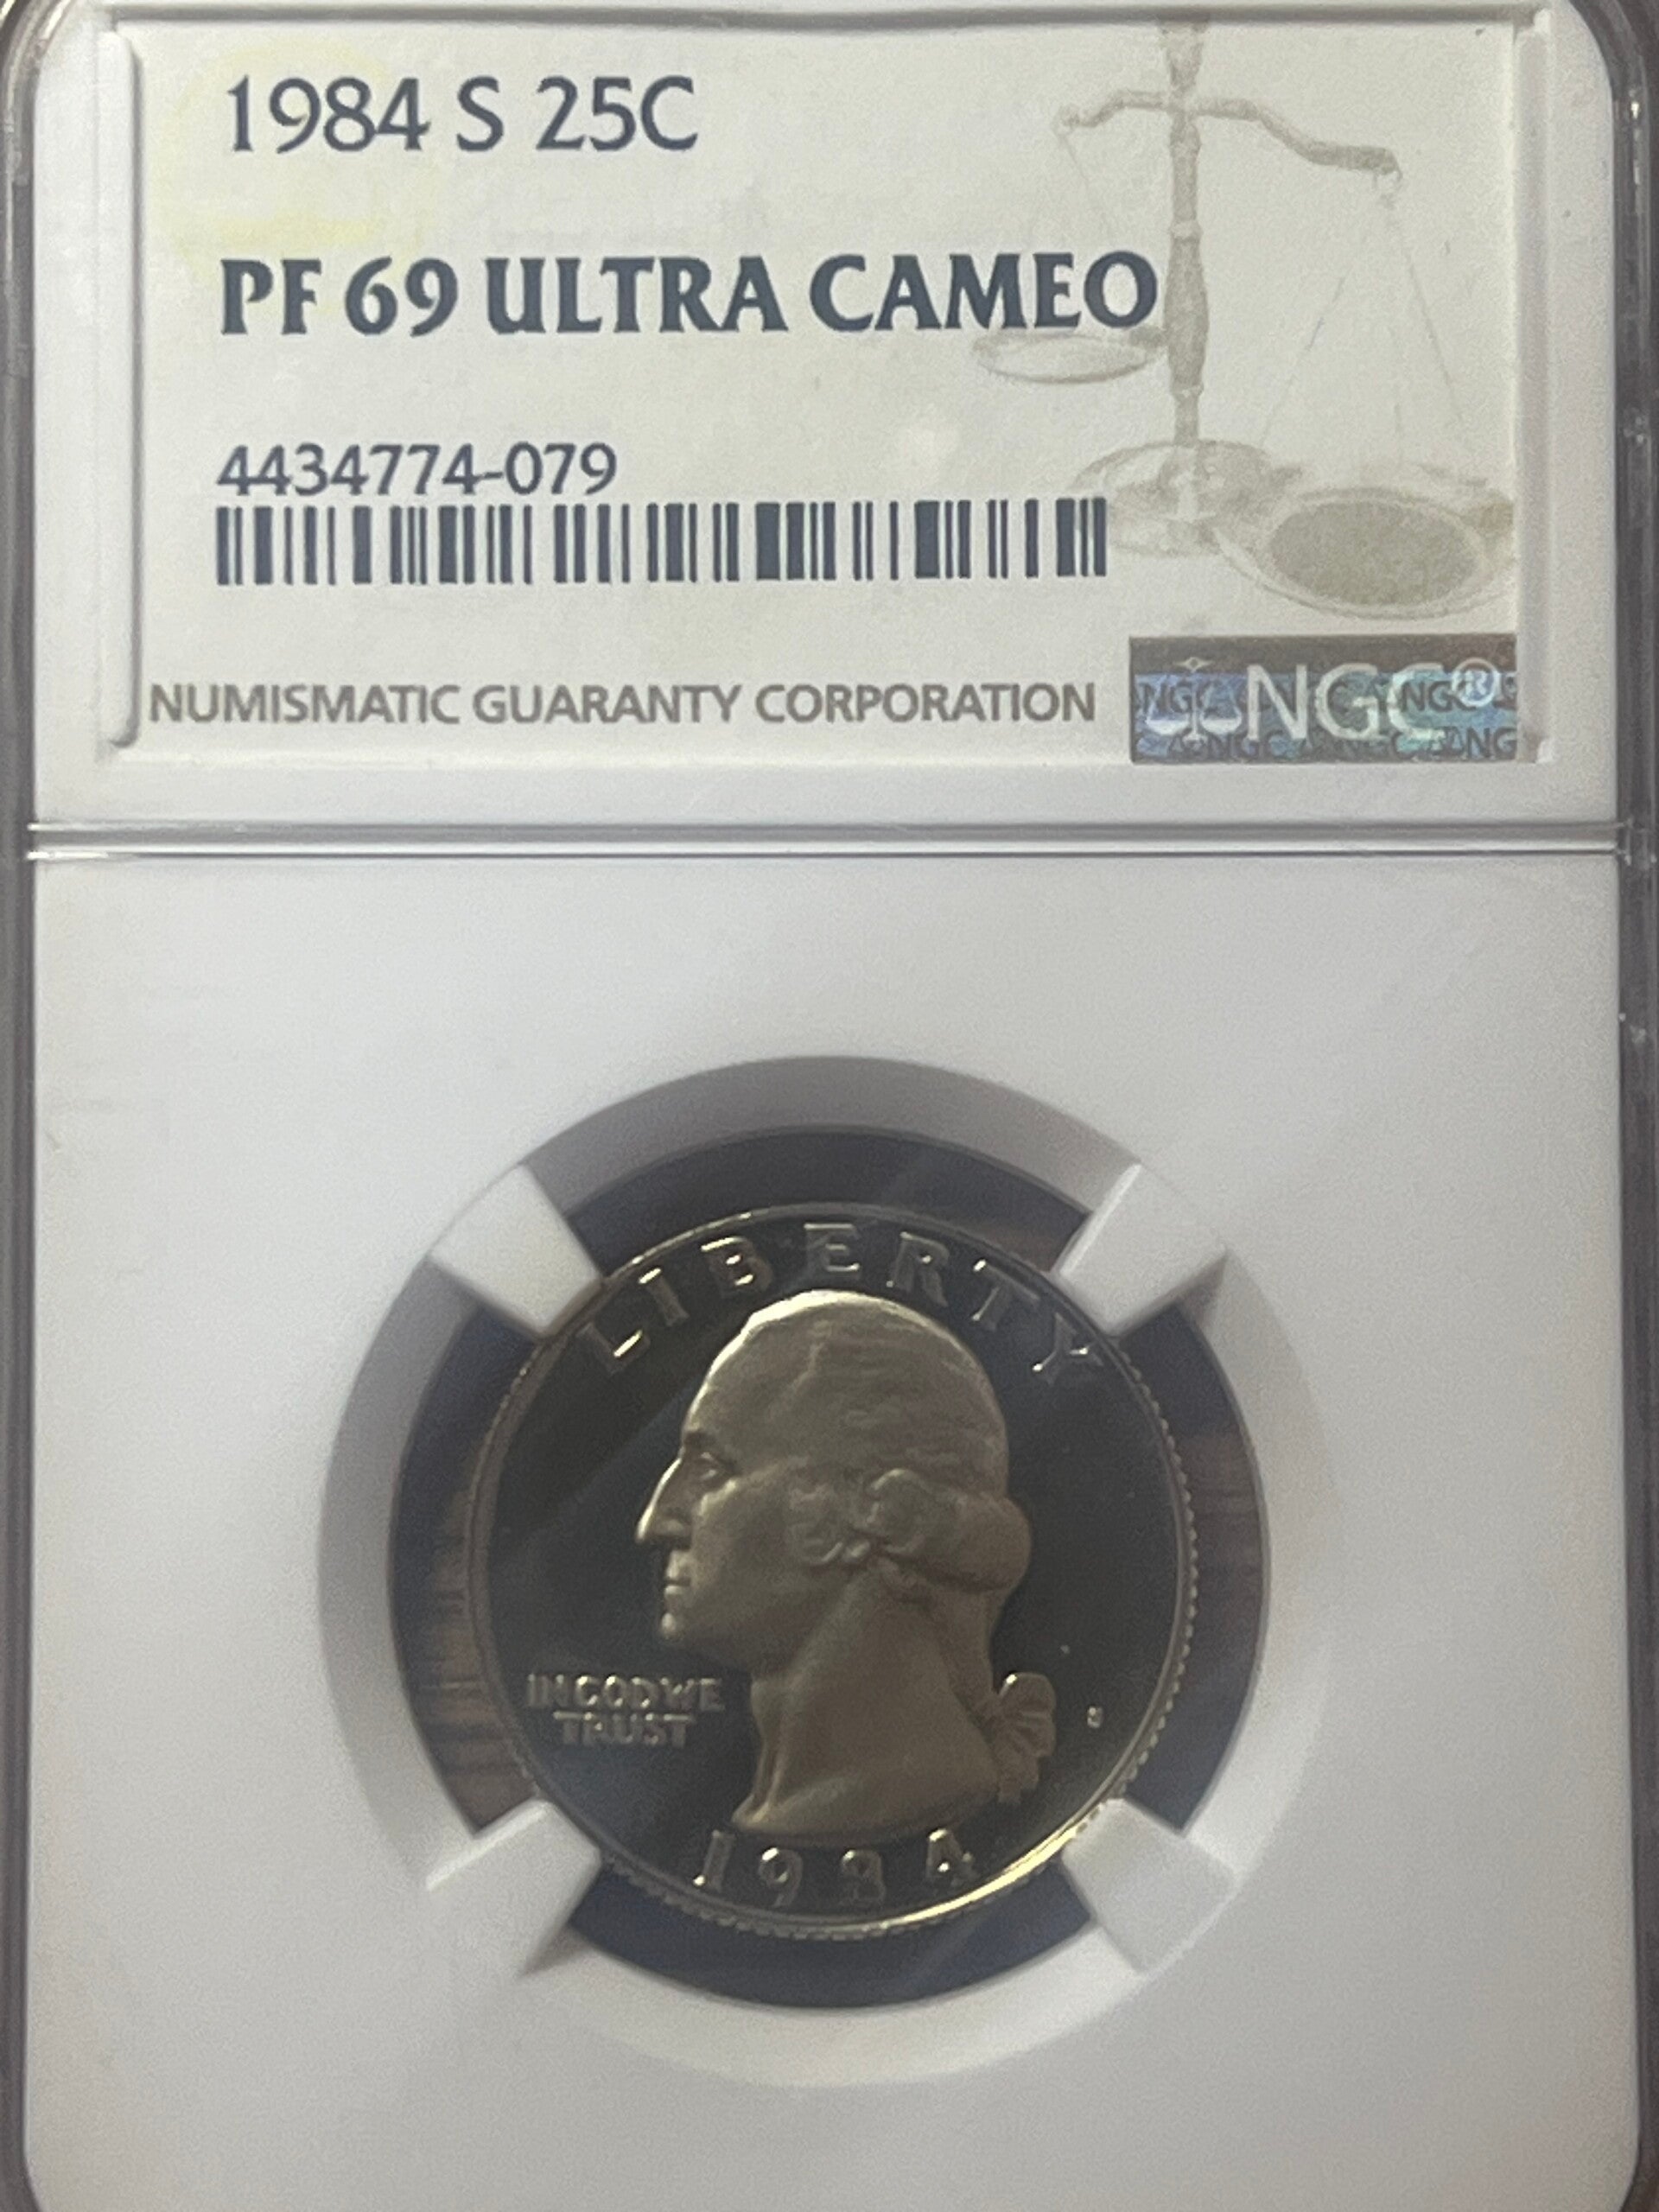 1984 S 25C
PF 69 ULTRA CAMEO
4434774-079
NUMISMATIC GUARANTY CORPORATION
NGC®
LIBERTY
IN GOD WE
TRUST
S
1984